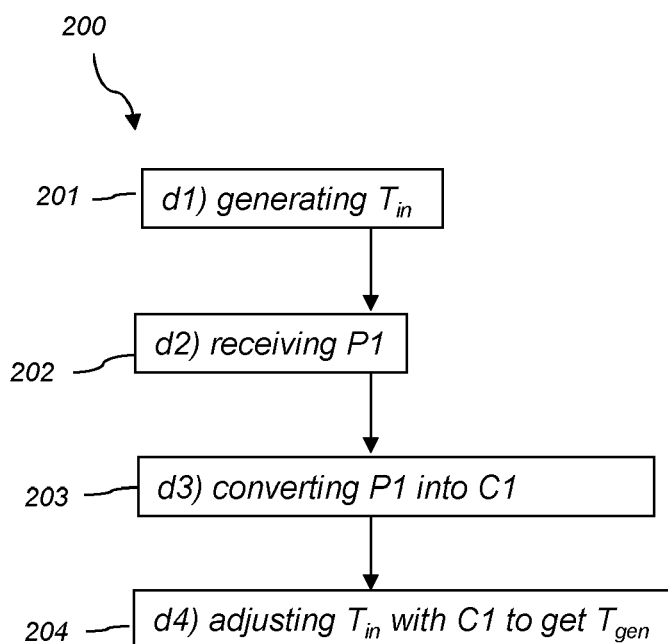 200
201
d1) generating T_in
d2) receiving P1
202
d3) converting P1 into C1
203
d4) adjusting T_in with C1 to get T_gen
204